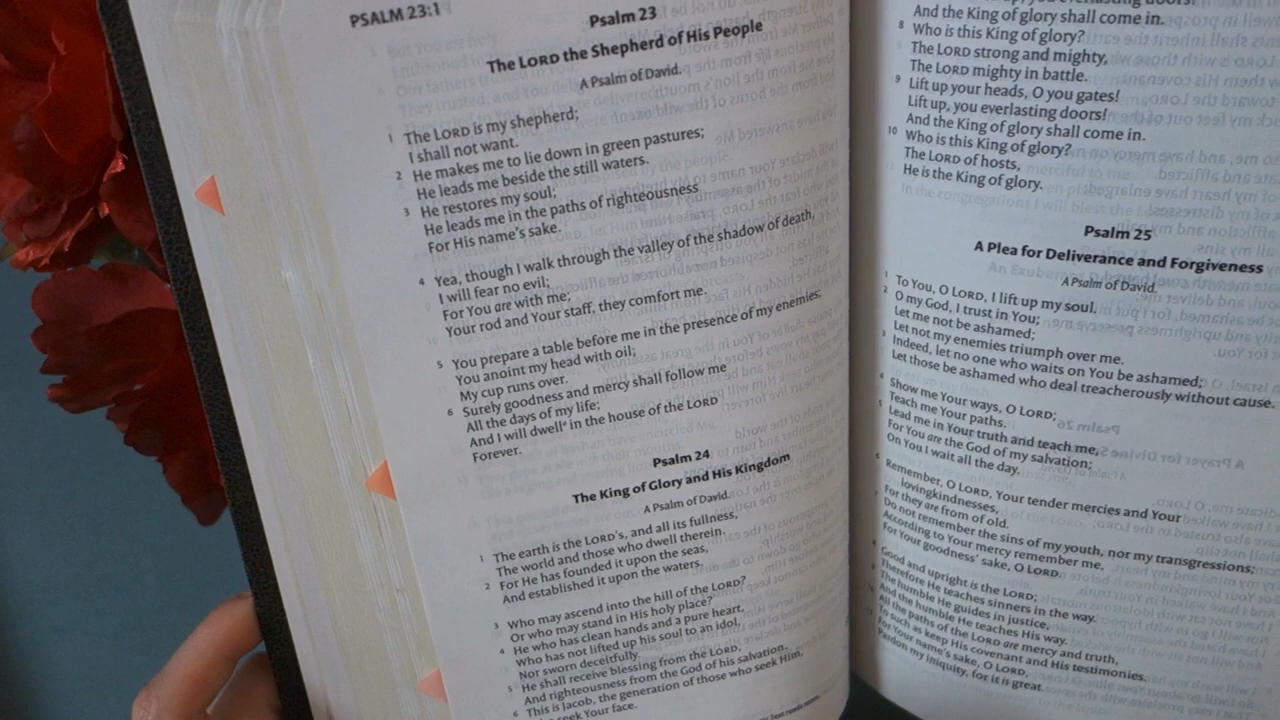 PSALM 23:1
Psalm 23
The LORD the Shepherd of His People
A Psalm of David.
1 The LORD is my shepherd;
I shall not want.
2 He makes me to lie down in green pastures;
He leads me beside the still waters.
3 He restores my soul;
He leads me in the paths of righteousness
For His name's sake.
4 Yea, though I walk through the valley of the shadow of death,
I will fear no evil;
For You are with me;
Your rod and Your staff, they comfort me.
5 You prepare a table before me in the presence of my enemies;
You anoint my head with oil;
My cup runs over.
6 Surely goodness and mercy shall follow me
All the days of my life;
And I will dwell in the house of the LORD
Forever.
Psalm 24
The King of Glory and His Kingdom
A Psalm of David.
1 The earth is the LORD's, and all its fullness,
The world and those who dwell therein.
2 For He has founded it upon the seas,
And established it upon the waters.
3 Who may ascend into the hill of the LORD?
Or who may stand in His holy place?
4 He who has clean hands and a pure heart,
Who has not lifted up his soul to an idol,
Nor sworn deceitfully.
5 He shall receive blessing from the LORD,
And righteousness from the God of his salvation.
6 This is Jacob, the generation of those who seek Him,
seek Your face.
everlasting doors!
And the King of glory shall come in.
8 Who is this King of glory?
The LORD strong and mighty,
The LORD mighty in battle.
9 Lift up your heads, O you gates!
Lift up, you everlasting doors!
And the King of glory shall come in.
10 Who is this King of glory?
The LORD of hosts,
He is the King of glory.
Psalm 25
A Plea for Deliverance and Forgiveness
A Psalm of David.
1 To You, O LORD, I lift up my soul.
2 O my God, I trust in You;
Let me not be ashamed;
Let not my enemies triumph over me.
3 Indeed, let no one who waits on You be ashamed;
Let those be ashamed who deal treacherously without cause.
4 Show me Your ways, O LORD;
Teach me Your paths.
5 Lead me in Your truth and teach me,
For You are the God of my salvation;
On You I wait all the day.
6 Remember, O LORD, Your tender mercies and Your
lovingkindnesses,
For they are from of old.
7 Do not remember the sins of my youth, nor my transgressions;
According to Your mercy remember me,
For Your goodness' sake, O LORD.
8 Good and upright is the LORD;
Therefore He teaches sinners in the way.
9 The humble He guides in justice,
And the humble He teaches His way.
10 All the paths of the LORD are mercy and truth,
To such as keep His covenant and His testimonies.
11 For Your name's sake, O LORD,
Pardon my iniquity, for it is great.